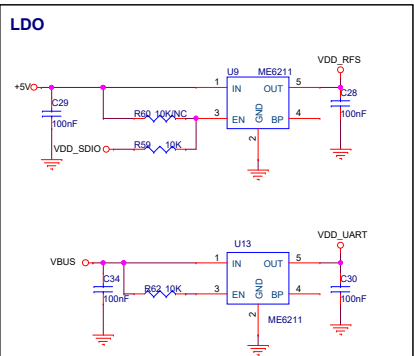 LDO
VDD_RFS
U9 ME6211
+5V
1 IN OUT 5
C29
100nF
C28
100nF
R60 10K/NC
3 EN BP 4
GND
2
VDD_SDIO
R59 10K
VDD_UART
U13
VBUS
1 IN OUT 5
C34
100nF
C30
100nF
R62 10K
3 EN BP 4
GND
2
ME6211